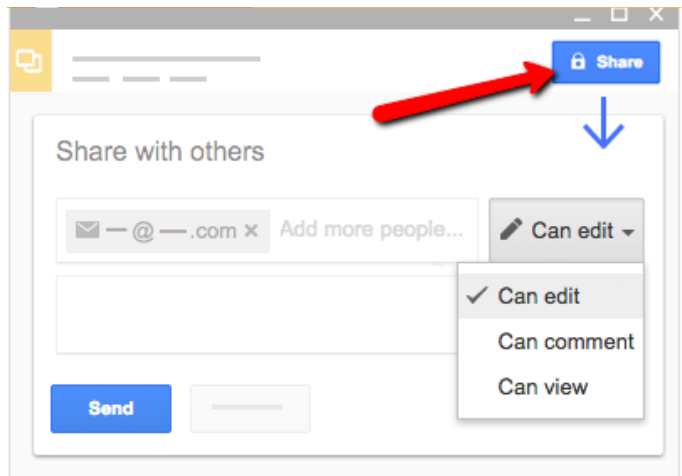 Share
Share with others
@ .com × Add more people...
Can edit
Can edit
Can comment
Can view
Send